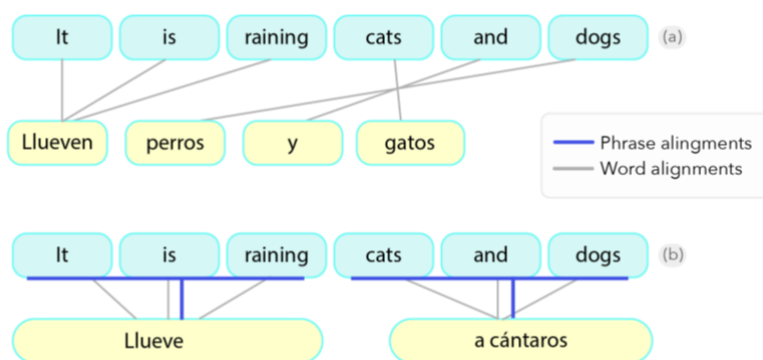 It is raining cats and dogs (a)
Llueven perros y gatos
Phrase alingments
Word alignments
It is raining cats and dogs (b)
Llueve a cántaros